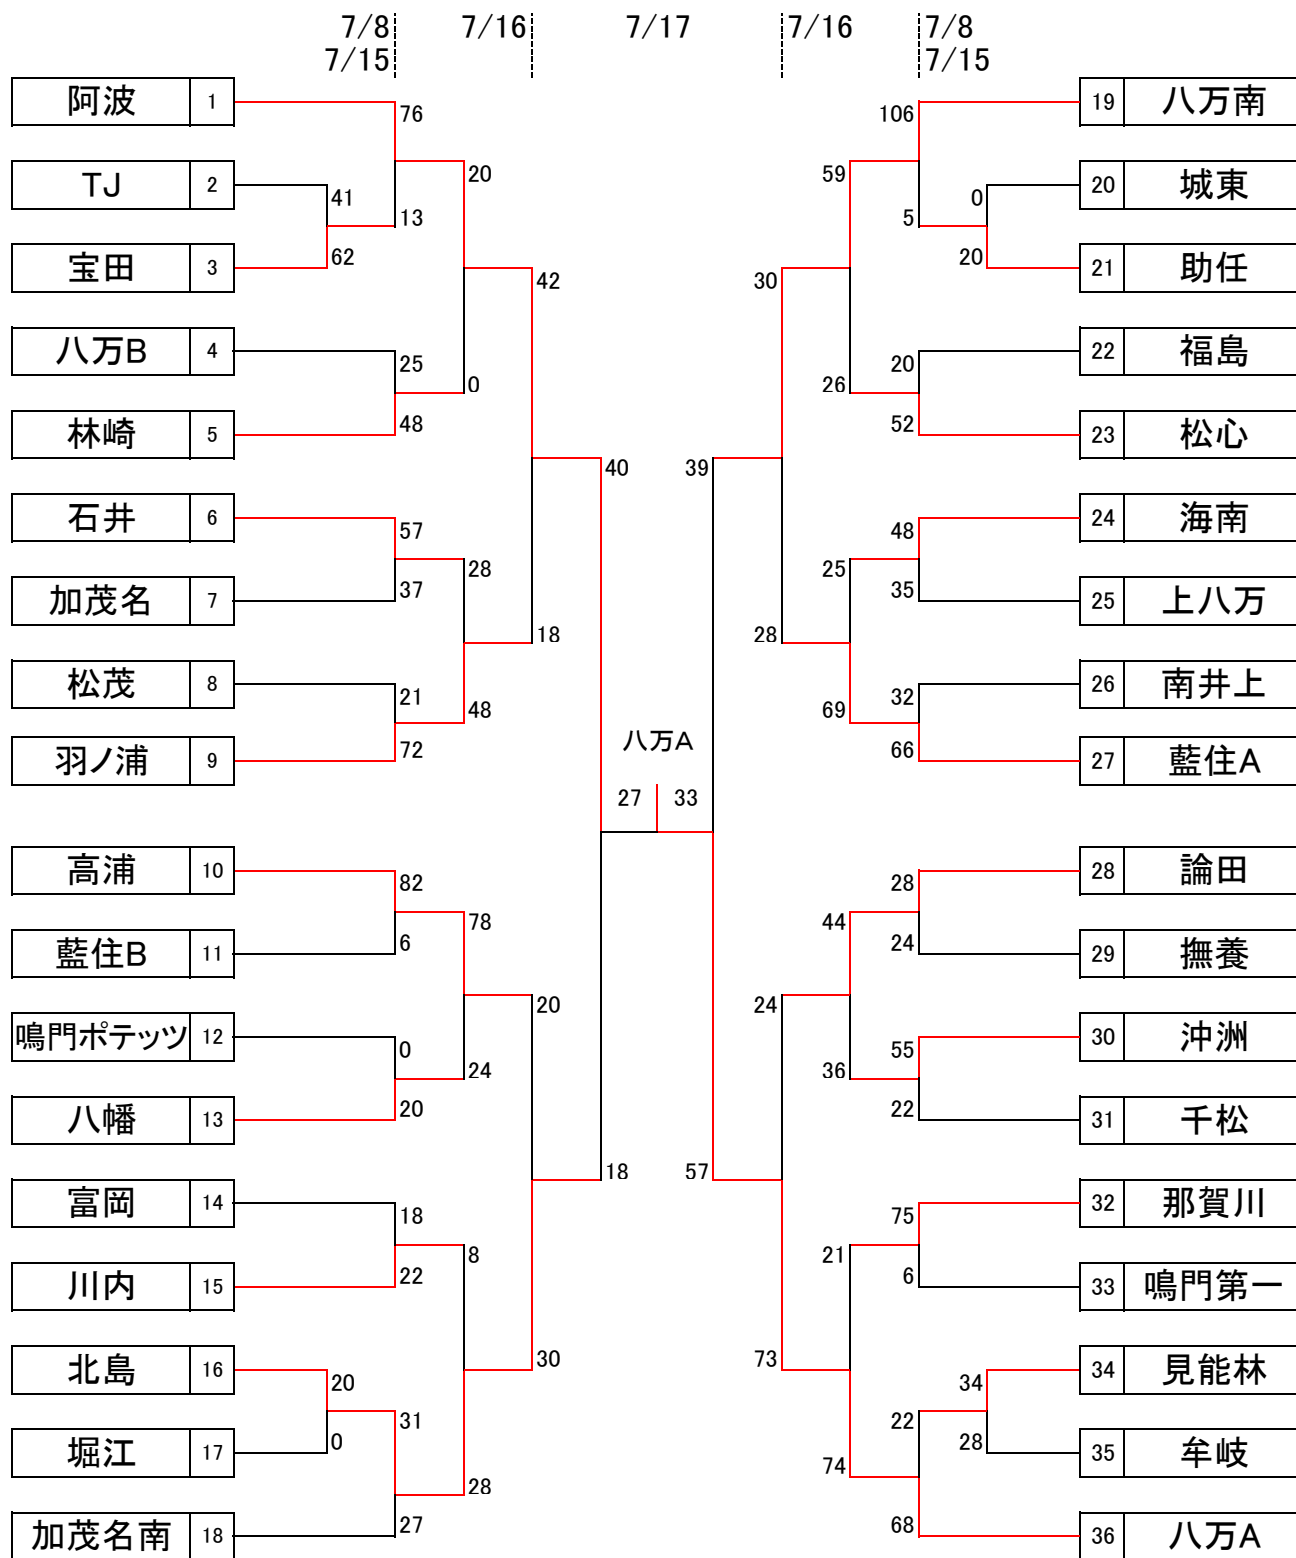 7/8 7/16 7/17 7/16 7/8
7/15 7/15
阿波 1 76 106 19 八万南
20 59
TJ 2 41 0 20 城東
13 5
宝田 3 62 20 21 助任
42 30
八万B 4 25 20 22 福島
0 26
林崎 5 48 52 23 松心
40 39
石井 6 57 48 24 海南
28 25
加茂名 7 37 35 25 上八万
18 28
松茂 8 21 32 26 南井上
48 69
羽ノ浦 9 72 八万A 66 27 藍住A
27 33
高浦 10 82 28 28 論田
78 44
藍住B 11 6 24 29 撫養
20 24
鳴門ポテッツ 12 0 55 30 沖洲
24 36
八幡 13 20 22 31 千松
18 57
富岡 14 18 75 32 那賀川
8 21
川内 15 22 6 33 鳴門第一
30 73
北島 16 20 34 34 見能林
31 22
堀江 17 0 28 35 牟岐
28 74
加茂名南 18 27 68 36 八万A